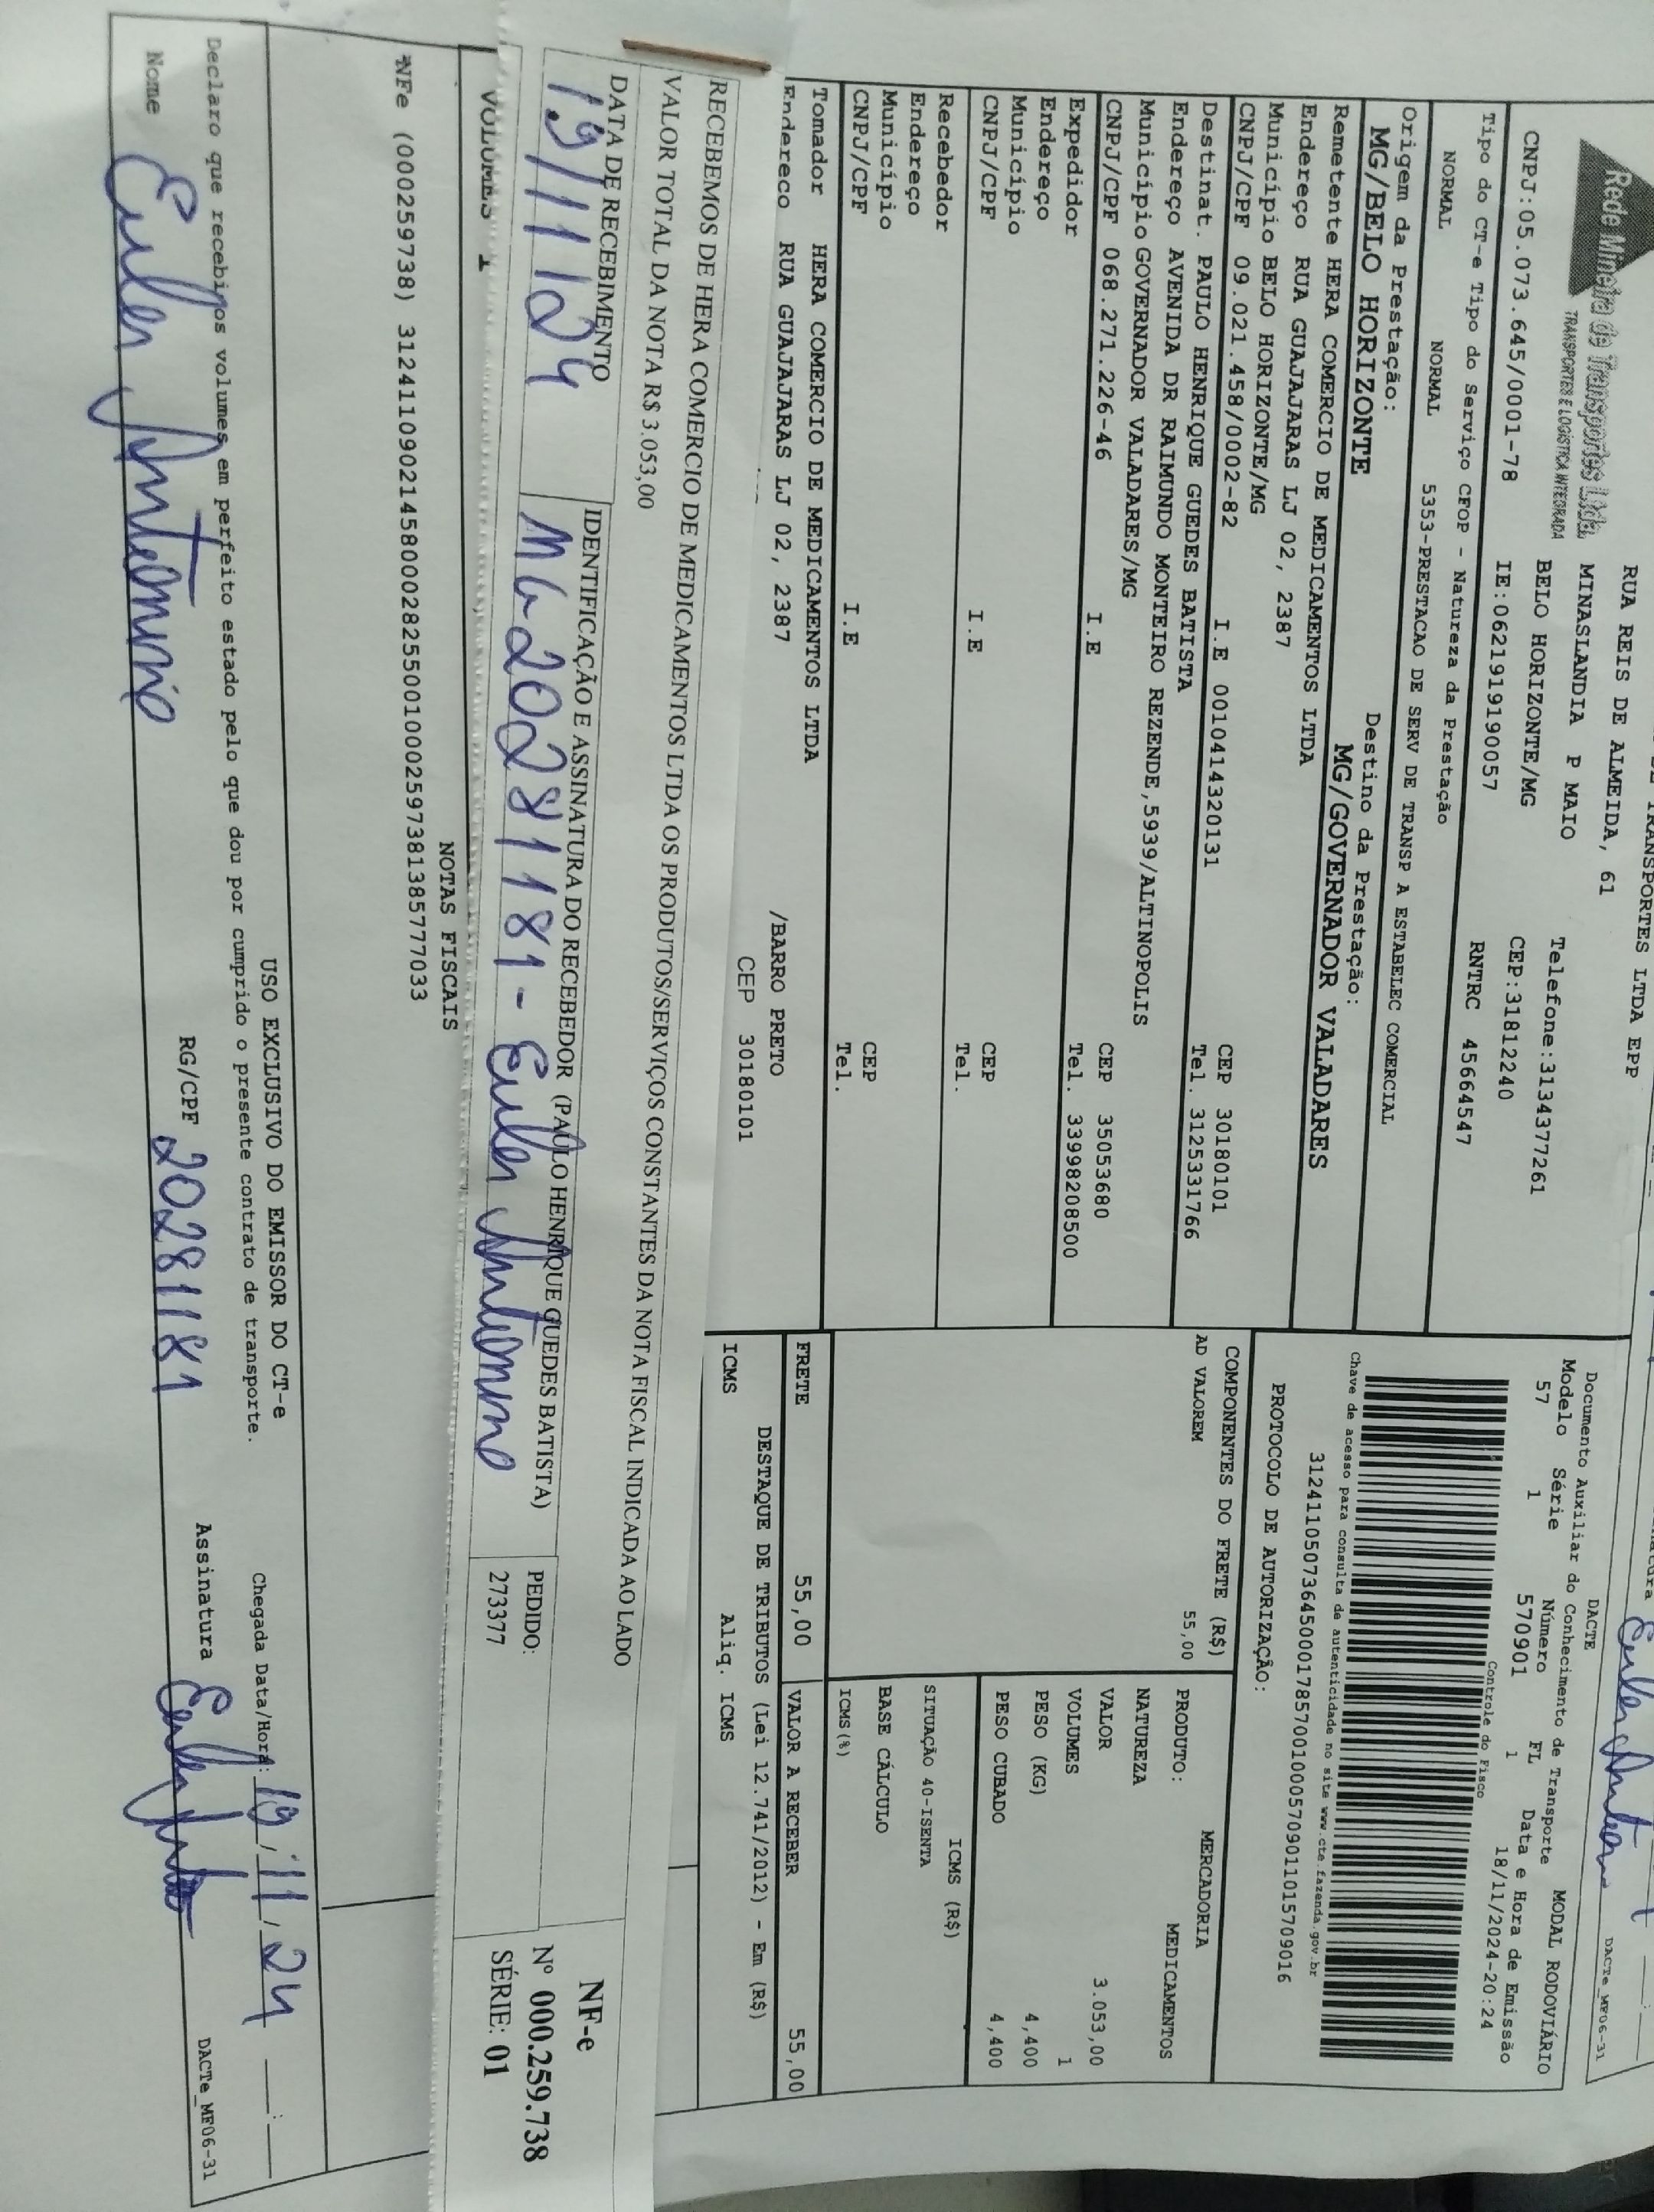 TRANSPORTES LTDA EPP
Rede Mineira de Transportes Ltda.
TRANSPORTES E LOGÍSTICA INTEGRADA
RUA REIS DE ALMEIDA, 61
MINASLANDIA P MAIO
BELO HORIZONTE/MG
Telefone:3134377261
CEP:31812240
CNPJ:05.073.645/0001-78 IE:0621919190057 RNTRC 45664547
Tipo do CT-e Tipo do Serviço CFOP - Natureza da Prestação
NORMAL NORMAL 5353-PRESTACAO DE SERV DE TRANSP A ESTABELEC COMERCIAL
Origem da Prestação: Destino da Prestação:
MG/BELO HORIZONTE MG/GOVERNADOR VALADARES
DACTe_MF06-31
DACTE
Documento Auxiliar do Conhecimento de Transporte MODAL RODOVIÁRIO
Modelo Série Número FL Data e Hora de Emissão
57 1 570901 1 18/11/2024-20:24
Controle do Fisco
Chave de acesso para consulta de autenticidade no site www.cte.fazenda.gov.br
31241105073645000178570010005709011015709016
PROTOCOLO DE AUTORIZAÇÃO:
Remetente HERA COMERCIO DE MEDICAMENTOS LTDA
Endereço RUA GUAJAJARAS LJ 02, 2387
Município BELO HORIZONTE/MG CEP 30180101
CNPJ/CPF 09.021.458/0002-82 I.E 0010414320131 Tel. 3125331766
Destinat. PAULO HENRIQUE GUEDES BATISTA
Endereço AVENIDA DR RAIMUNDO MONTEIRO REZENDE,5939/ALTINOPOLIS
Município GOVERNADOR VALADARES/MG CEP 35053680
CNPJ/CPF 068.271.226-46 I.E Tel. 33998208500
Expedidor
Endereço
Município CEP
CNPJ/CPF I.E Tel.
Recebedor
Endereço
Município CEP
CNPJ/CPF I.E Tel.
Tomador HERA COMERCIO DE MEDICAMENTOS LTDA
Endereco RUA GUAJAJARAS LJ 02, 2387 /BARRO PRETO
CEP 30180101
COMPONENTES DO FRETE (R$)
AD VALOREM 55,00
MERCADORIA
PRODUTO: MEDICAMENTOS
NATUREZA
VALOR 3.053,00
VOLUMES 1
PESO (KG) 4,400
PESO CUBADO 4,400
ICMS (R$)
SITUAÇÃO 40-ISENTA
BASE CÁLCULO
ICMS(%)
FRETE 55,00 VALOR A RECEBER 55,00
DESTAQUE DE TRIBUTOS (Lei 12.741/2012) - Em (R$)
ICMS Aliq. ICMS
RECEBEMOS DE HERA COMERCIO DE MEDICAMENTOS LTDA OS PRODUTOS/SERVIÇOS CONSTANTES DA NOTA FISCAL INDICADA AO LADO
VALOR TOTAL DA NOTA R$ 3.053,00
DATA DE RECEBIMENTO IDENTIFICAÇÃO E ASSINATURA DO RECEBEDOR (PAULO HENRIQUE GUEDES BATISTA)
19/11/24 MG 20281181 - Euler Antonino
PEDIDO:
273377
NF-e
Nº 000.259.738
SÉRIE: 01
VOLUMES 1
NOTAS FISCAIS
NFe (000259738) 31241109021458000282550010002597381385777033
USO EXCLUSIVO DO EMISSOR DO CT-e
Declaro que recebi os volumes em perfeito estado pelo que dou por cumprido o presente contrato de transporte.
Chegada Data/Hora: 19/11/24
Nome Euler Antonino RG/CPF 20281181 Assinatura
DACTe_MF06-31